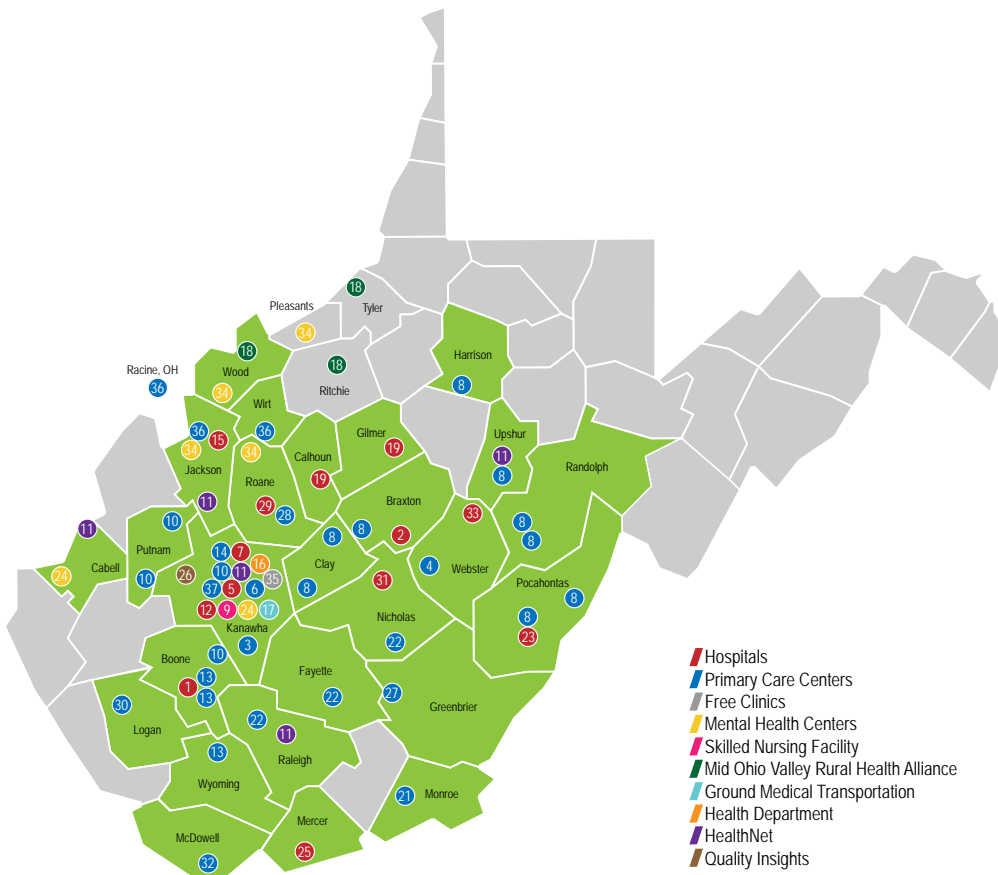 18
Tyler
Pleasants
34
18
Wood
34
18
Ritchie
Harrison
8
Racine, OH
36
Wirt
36
36
15
34
Jackson
11
34
Roane
29
28
Calhoun
19
Gilmer
19
Upshur
11
8
Randolph
8
8
Braxton
2
8
33
4
Webster
Pocahontas
8
8
23
11
24
Cabell
10
Putnam
10
26
14
7
10
11
16
35
37
5
6
12
9
24
17
Kanawha
3
8
Clay
8
31
Nicholas
22
Boone
10
13
1
13
Fayette
22
27
Greenbrier
30
Logan
22
11
Raleigh
13
Wyoming
21
Monroe
Mercer
25
McDowell
32
Hospitals
Primary Care Centers
Free Clinics
Mental Health Centers
Skilled Nursing Facility
Mid Ohio Valley Rural Health Alliance
Ground Medical Transportation
Health Department
HealthNet
Quality Insights